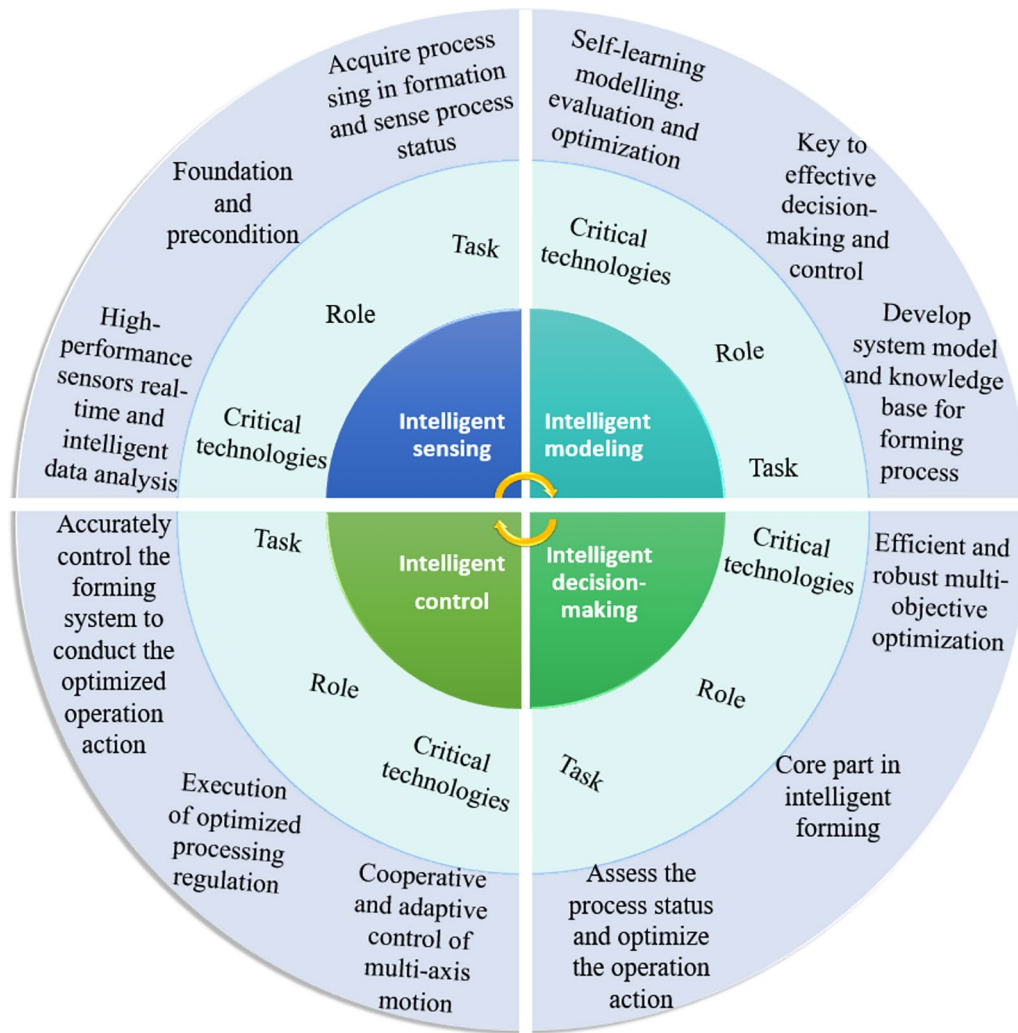 Acquire process
sing in formation
and sense process
status
Foundation
and
precondition
High-
performance
sensors real-
time and
intelligent
data analysis
Task
Role
Critical
technologies
Intelligent
sensing
Self-learning
modelling.
evaluation and
optimization
Key to
effective
decision-
making and
control
Develop
system model
and knowledge
base for
forming
process
Critical
technologies
Role
Task
Intelligent
modeling
Accurately
control the
forming
system to
conduct the
optimized
operation
action
Execution
of optimized
processing
regulation
Cooperative
and adaptive
control of
multi-axis
motion
Task
Role
Critical
technologies
Intelligent
control
Efficient and
robust multi-
objective
optimization
Core part in
intelligent
forming
Assess the
process status
and optimize
the operation
action
Critical
technologies
Role
Task
Intelligent
decision-
making